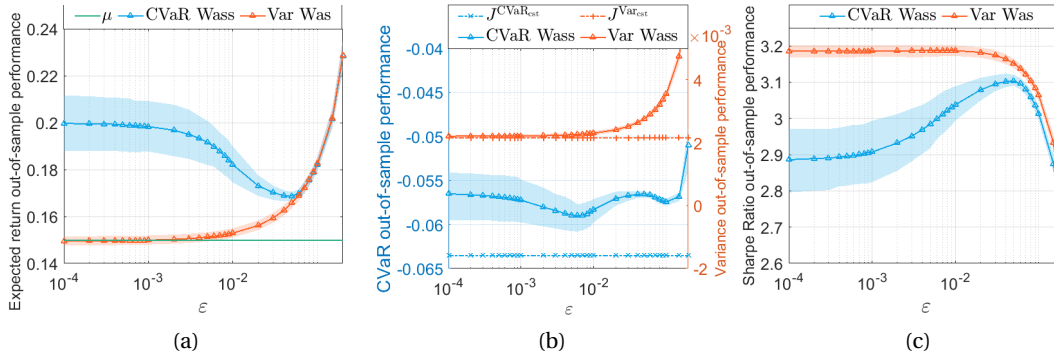 μ CVaR Wass Var Was
Expected return out-of-sample performance
0.24
0.22
0.2
0.18
0.16
0.14
10⁻⁴ 10⁻³ 10⁻²
ε
(a)
J^CVaR_cst J^Var_cst
CVaR Wass Var Wass
CVaR out-of-sample performance
-0.04
-0.045
-0.05
-0.055
-0.06
-0.065
×10⁻³
4
2
0
-2
Variance out-of-sample performance
10⁻⁴ 10⁻³ 10⁻²
ε
(b)
CVaR Wass Var Wass
Sharpe Ratio out-of-sample performance
3.2
3.1
3
2.9
2.8
2.7
2.6
10⁻⁴ 10⁻³ 10⁻²
ε
(c)